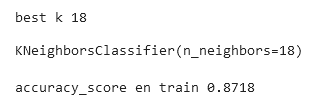 best k 18
KNeighborsClassifier(n_neighbors=18)
accuracy_score en train 0.8718